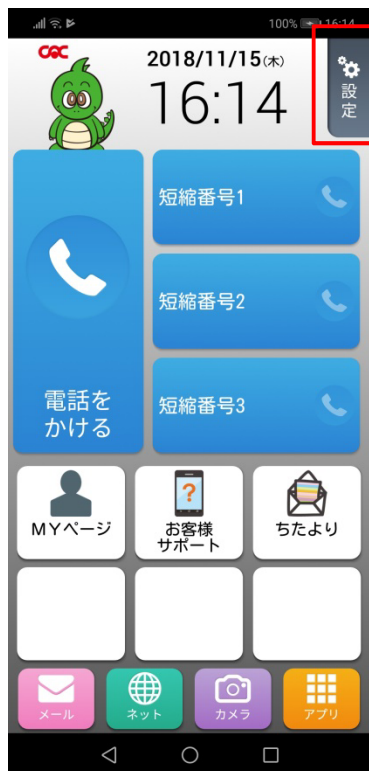 100% 16:14
CAC
2018/11/15(木)
16:14
設定
短縮番号1
短縮番号2
短縮番号3
電話を
かける
MYページ
お客様
サポート
ちたより
メール
ネット
カメラ
アプリ